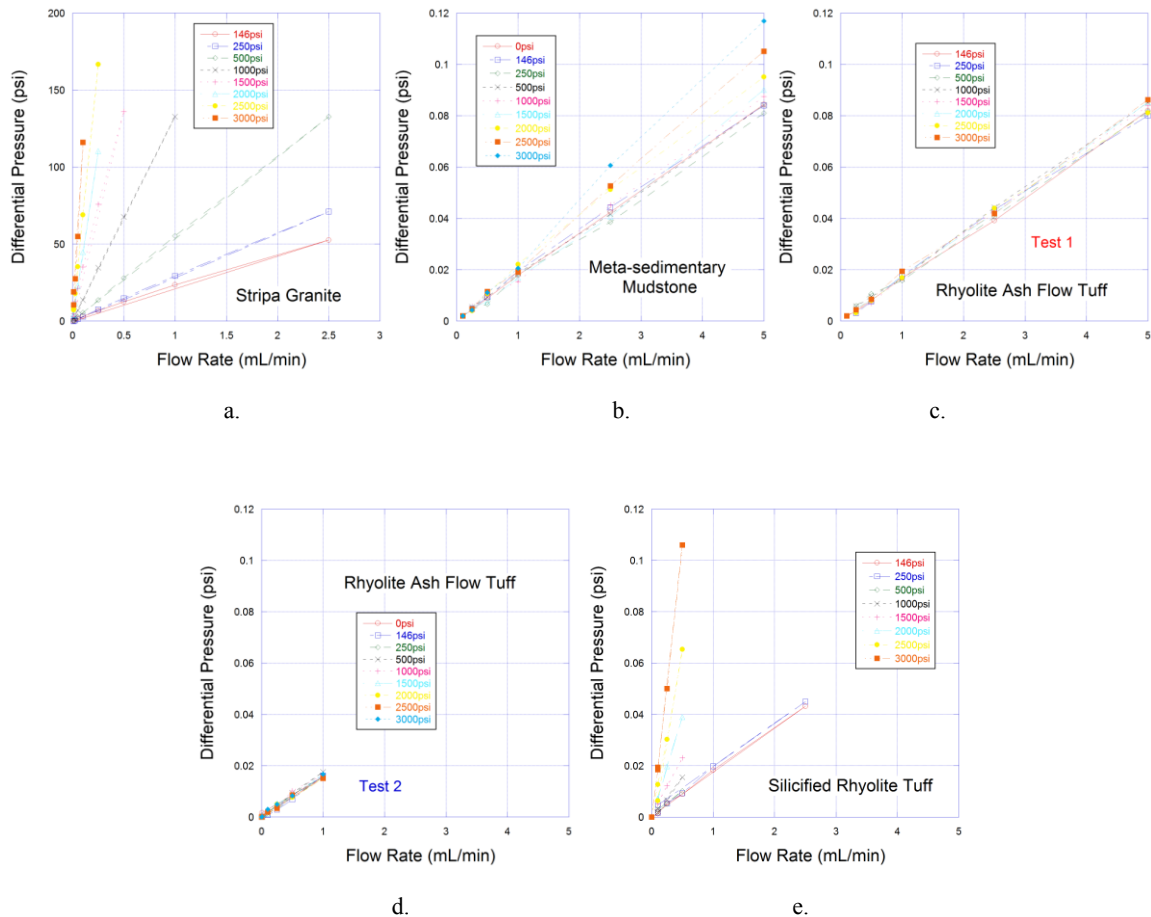 200
150
100
50
0
Differential Pressure (psi)
146psi
250psi
500psi
1000psi
1500psi
2000psi
2500psi
3000psi
Stripa Granite
0 0.5 1 1.5 2 2.5 3
Flow Rate (mL/min)
a.
0.12
0.1
0.08
0.06
0.04
0.02
0
Differential Pressure (psi)
0psi
146psi
250psi
500psi
1000psi
1500psi
2000psi
2500psi
3000psi
Meta-sedimentary
Mudstone
0 1 2 3 4 5
Flow Rate (mL/min)
b.
0.12
0.1
0.08
0.06
0.04
0.02
0
Differential Pressure (psi)
146psi
250psi
500psi
1000psi
1500psi
2000psi
2500psi
3000psi
Test 1
Rhyolite Ash Flow Tuff
0 1 2 3 4 5
Flow Rate (mL/min)
c.
0.12
0.1
0.08
0.06
0.04
0.02
0
Differential Pressure (psi)
Rhyolite Ash Flow Tuff
0psi
146psi
250psi
500psi
1000psi
1500psi
2000psi
2500psi
3000psi
Test 2
0 1 2 3 4 5
Flow Rate (mL/min)
d.
0.12
0.1
0.08
0.06
0.04
0.02
0
Differential Pressure (psi)
146psi
250psi
500psi
1000psi
1500psi
2000psi
2500psi
3000psi
Silicified Rhyolite Tuff
0 1 2 3 4 5
Flow Rate (mL/min)
e.